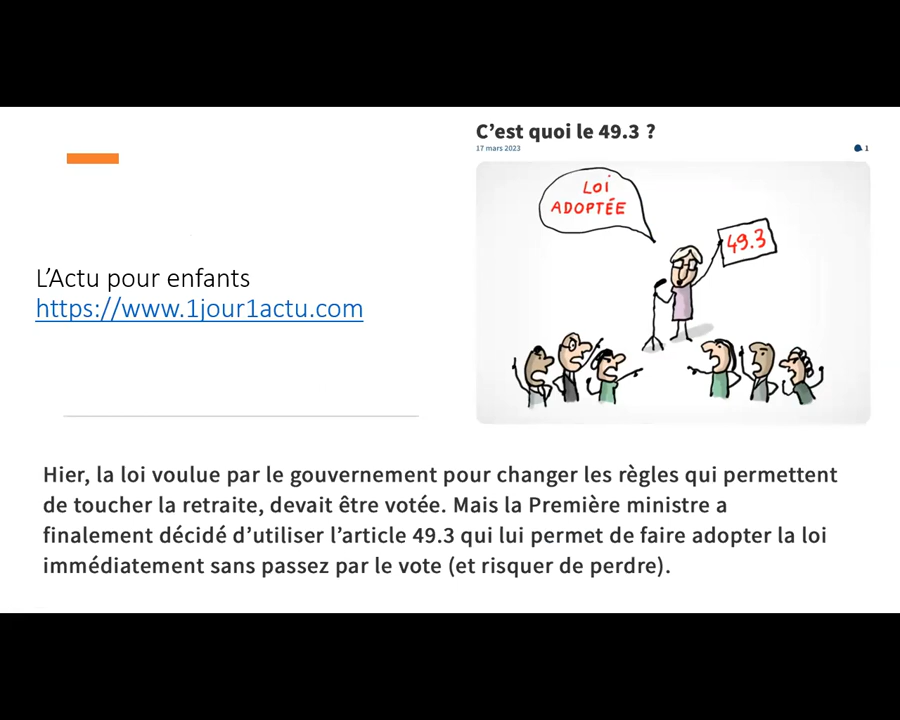 C'est quoi le 49.3 ?
17 mars 2023
1
LOI
ADOPTÉE
49.3
L'Actu pour enfants
https://www.1jour1actu.com
Hier, la loi voulue par le gouvernement pour changer les règles qui permettent
de toucher la retraite, devait être votée. Mais la Première ministre a
finalement décidé d'utiliser l'article 49.3 qui lui permet de faire adopter la loi
immédiatement sans passez par le vote (et risquer de perdre).